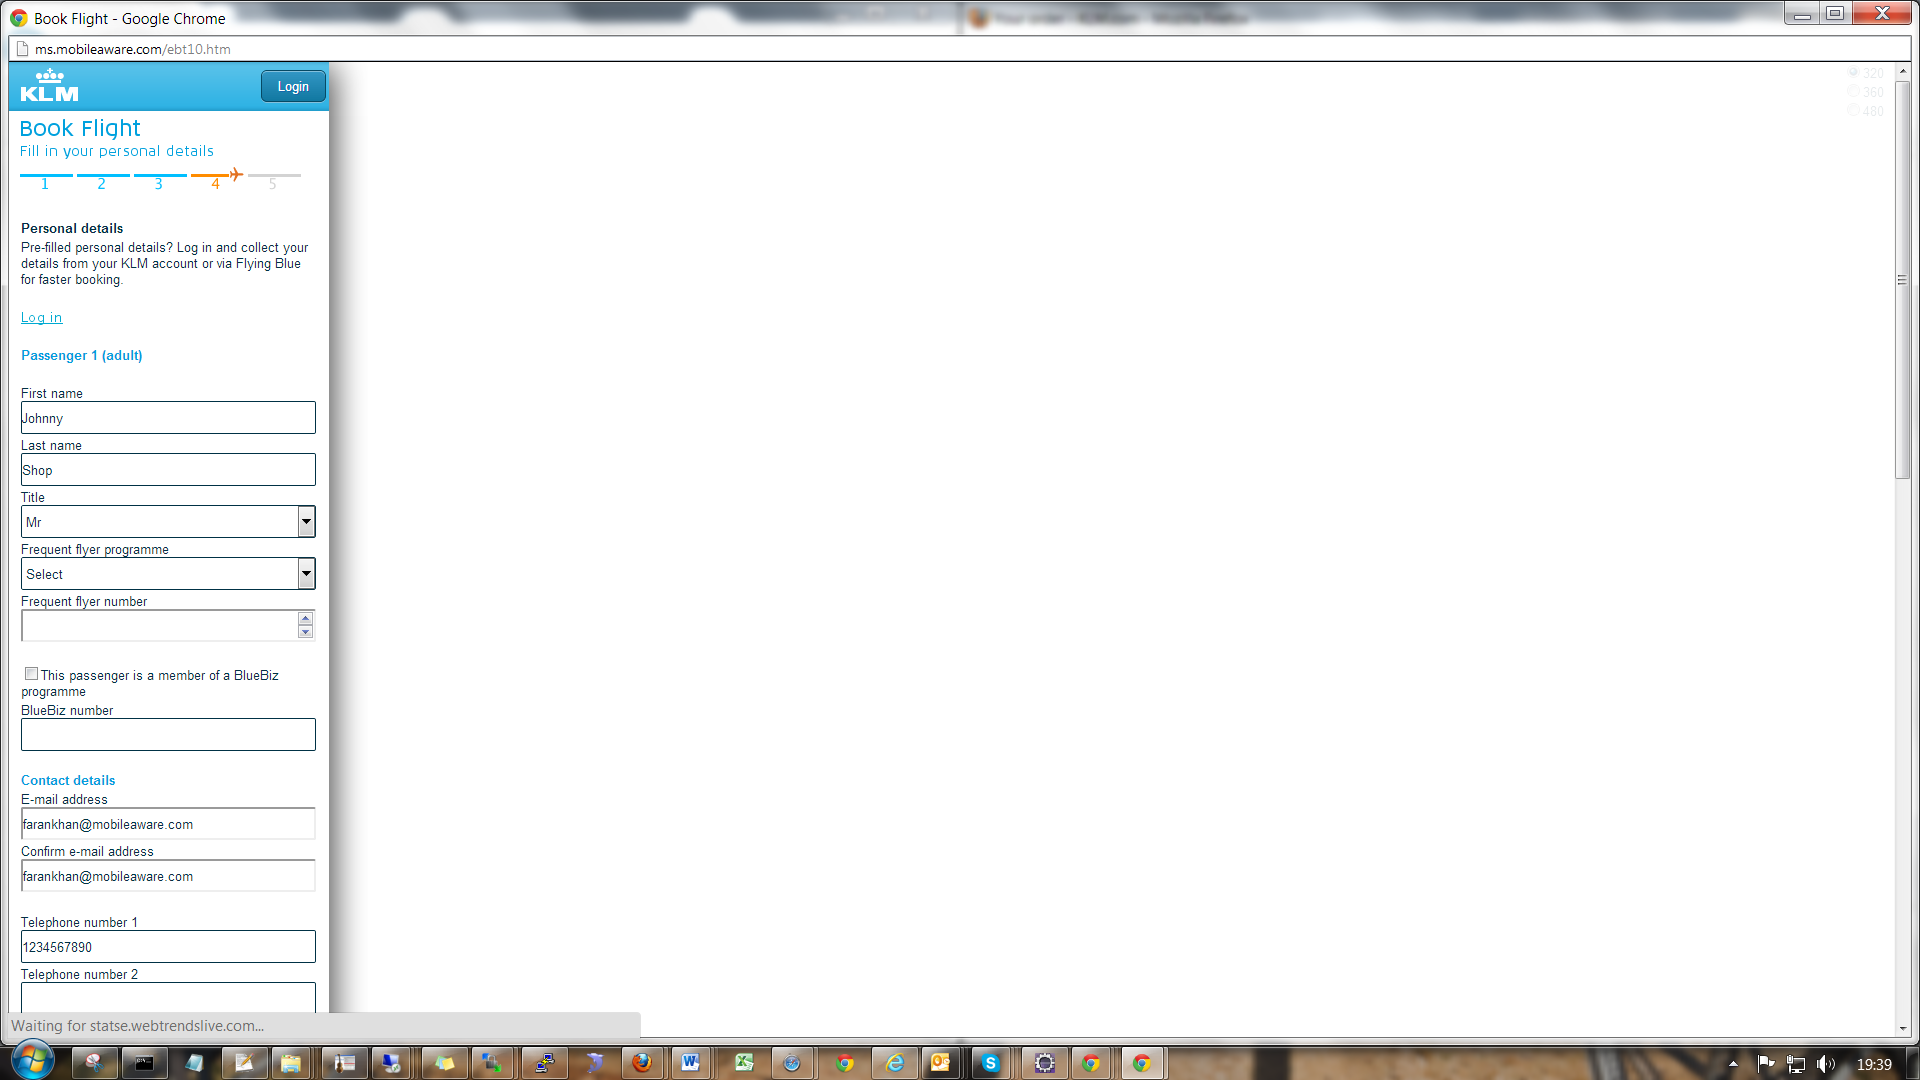 Book Flight - Google Chrome
ms.mobileaware.com/ebt10.htm
KLM
Login
320
360
480
Book Flight
Fill in your personal details
1 2 3 4 5
Personal details
Pre-filled personal details? Log in and collect your
details from your KLM account or via Flying Blue
for faster booking.
Log in
Passenger 1 (adult)
First name
Johnny
Last name
Shop
Title
Mr
Frequent flyer programme
Select
Frequent flyer number
This passenger is a member of a BlueBiz
programme
BlueBiz number
Contact details
E-mail address
farankhan@mobileaware.com
Confirm e-mail address
farankhan@mobileaware.com
Telephone number 1
1234567890
Telephone number 2
Waiting for statse.webtrendslive.com...
19:39